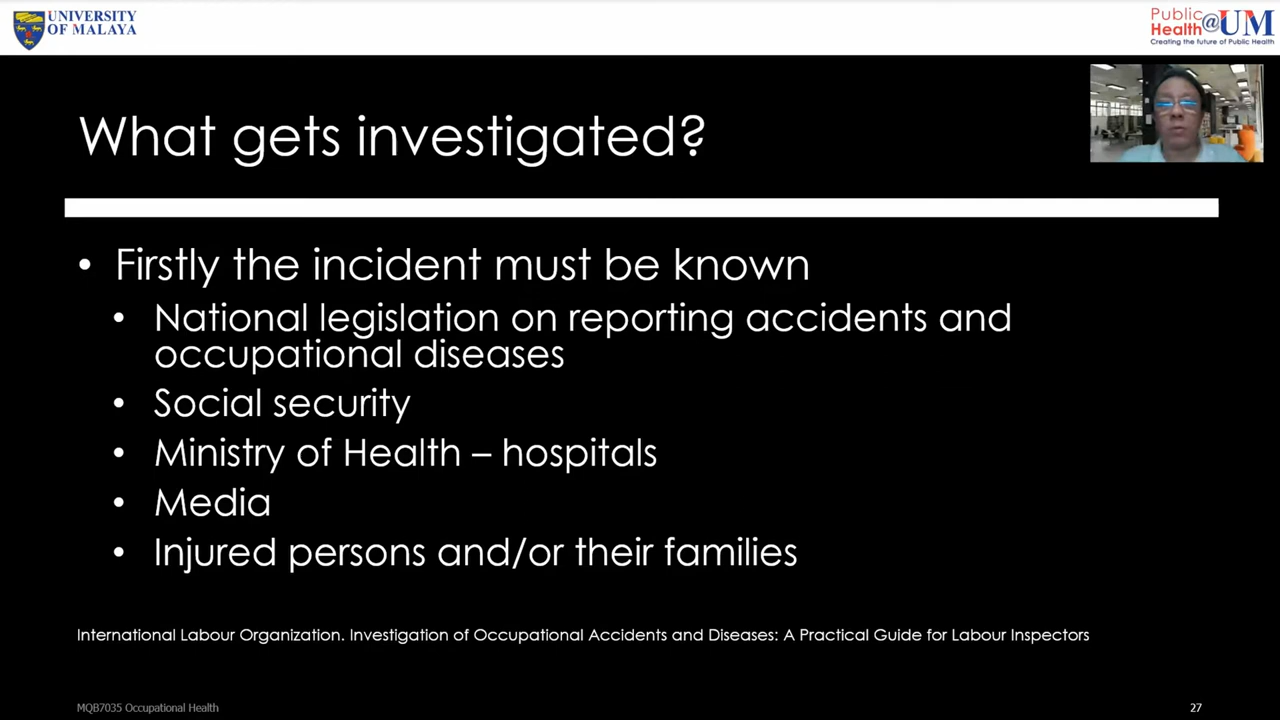 UNIVERSITY
OF MALAYA
Public
Health@UM
Creating the future of Public Health
What gets investigated?
• Firstly the incident must be known
• National legislation on reporting accidents and
occupational diseases
• Social security
• Ministry of Health – hospitals
• Media
• Injured persons and/or their families
International Labour Organization. Investigation of Occupational Accidents and Diseases: A Practical Guide for Labour Inspectors
MQB7035 Occupational Health
27